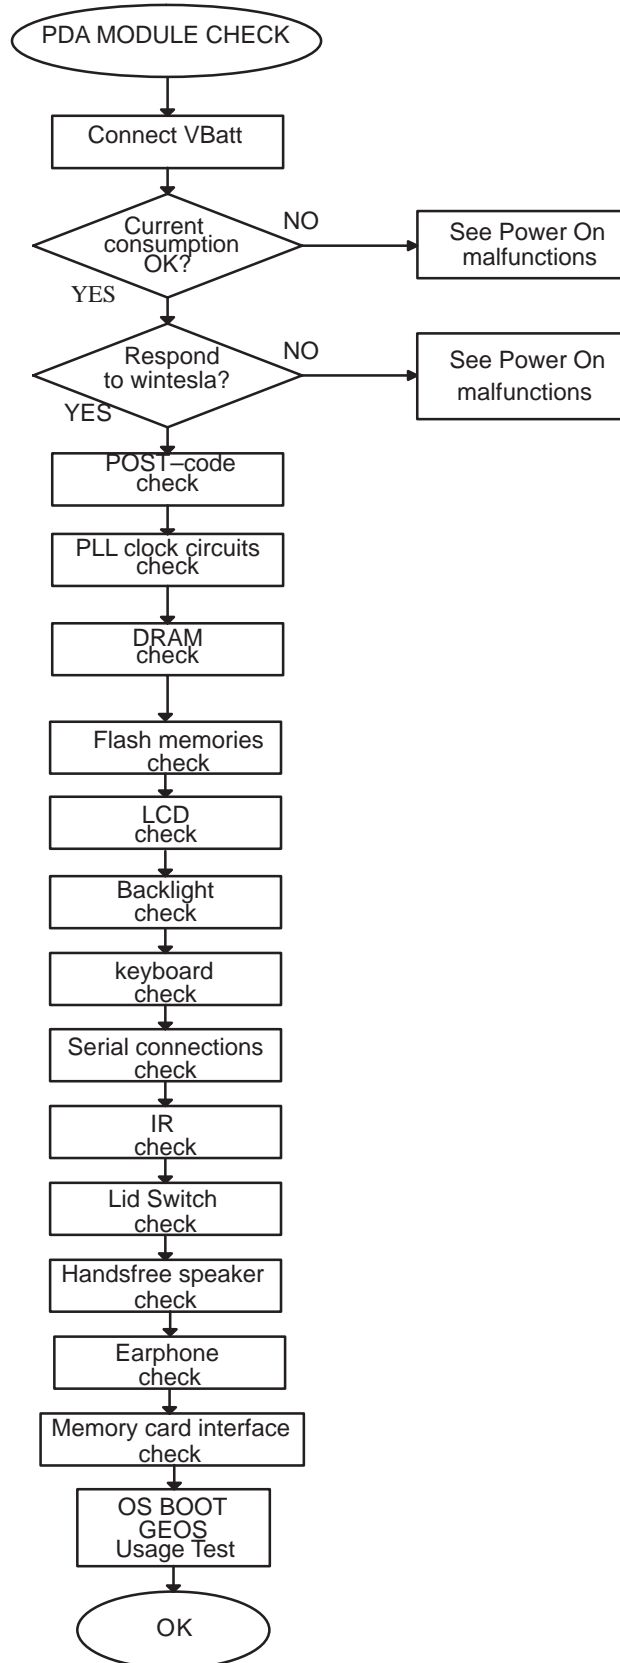 PDA MODULE CHECK
Connect VBatt
Current
consumption
OK?
NO
See Power On
malfunctions
YES
Respond
to wintesla?
NO
See Power On
malfunctions
YES
POST–code
check
PLL clock circuits
check
DRAM
check
Flash memories
check
LCD
check
Backlight
check
keyboard
check
Serial connections
check
IR
check
Lid Switch
check
Handsfree speaker
check
Earphone
check
Memory card interface
check
OS BOOT
GEOS
Usage Test
OK